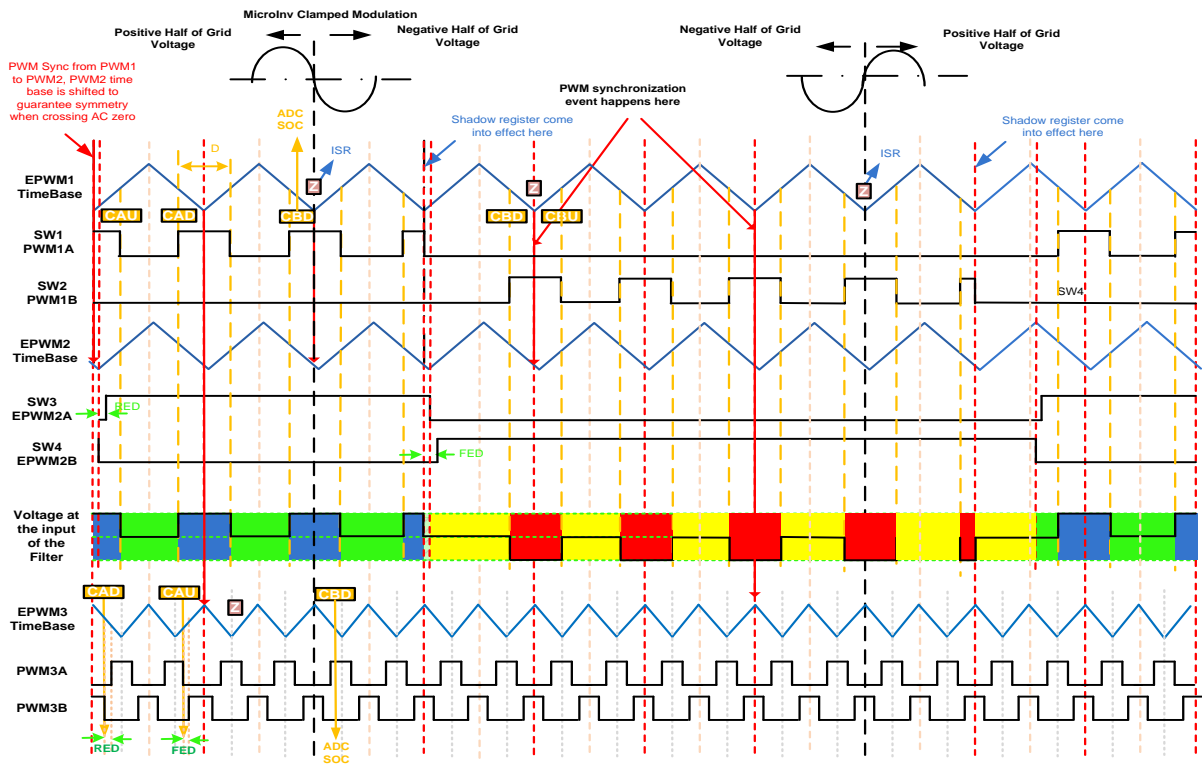 MicroInv Clamped Modulation
Positive Half of Grid
Voltage
Negative Half of Grid
Voltage
Negative Half of Grid
Voltage
Positive Half of Grid
Voltage
PWM Sync from PWM1
to PWM2, PWM2 time
base is shifted to
guarantee symmetry
when crossing AC zero
ADC
SOC
PWM synchronization
event happens here
Shadow register come
into effect here
Shadow register come
into effect here
D
ISR
ISR
EPWM1
TimeBase
Z
Z
Z
CAU
CAD
CBD
CBD
CBU
SW1
PWM1A
SW2
PWM1B
SW4
EPWM2
TimeBase
SW3
EPWM2A
RED
SW4
EPWM2B
FED
Voltage at
the input
of the
Filter
CAD
CAU
Z
CBD
EPWM3
TimeBase
PWM3A
PWM3B
RED
FED
ADC
SOC